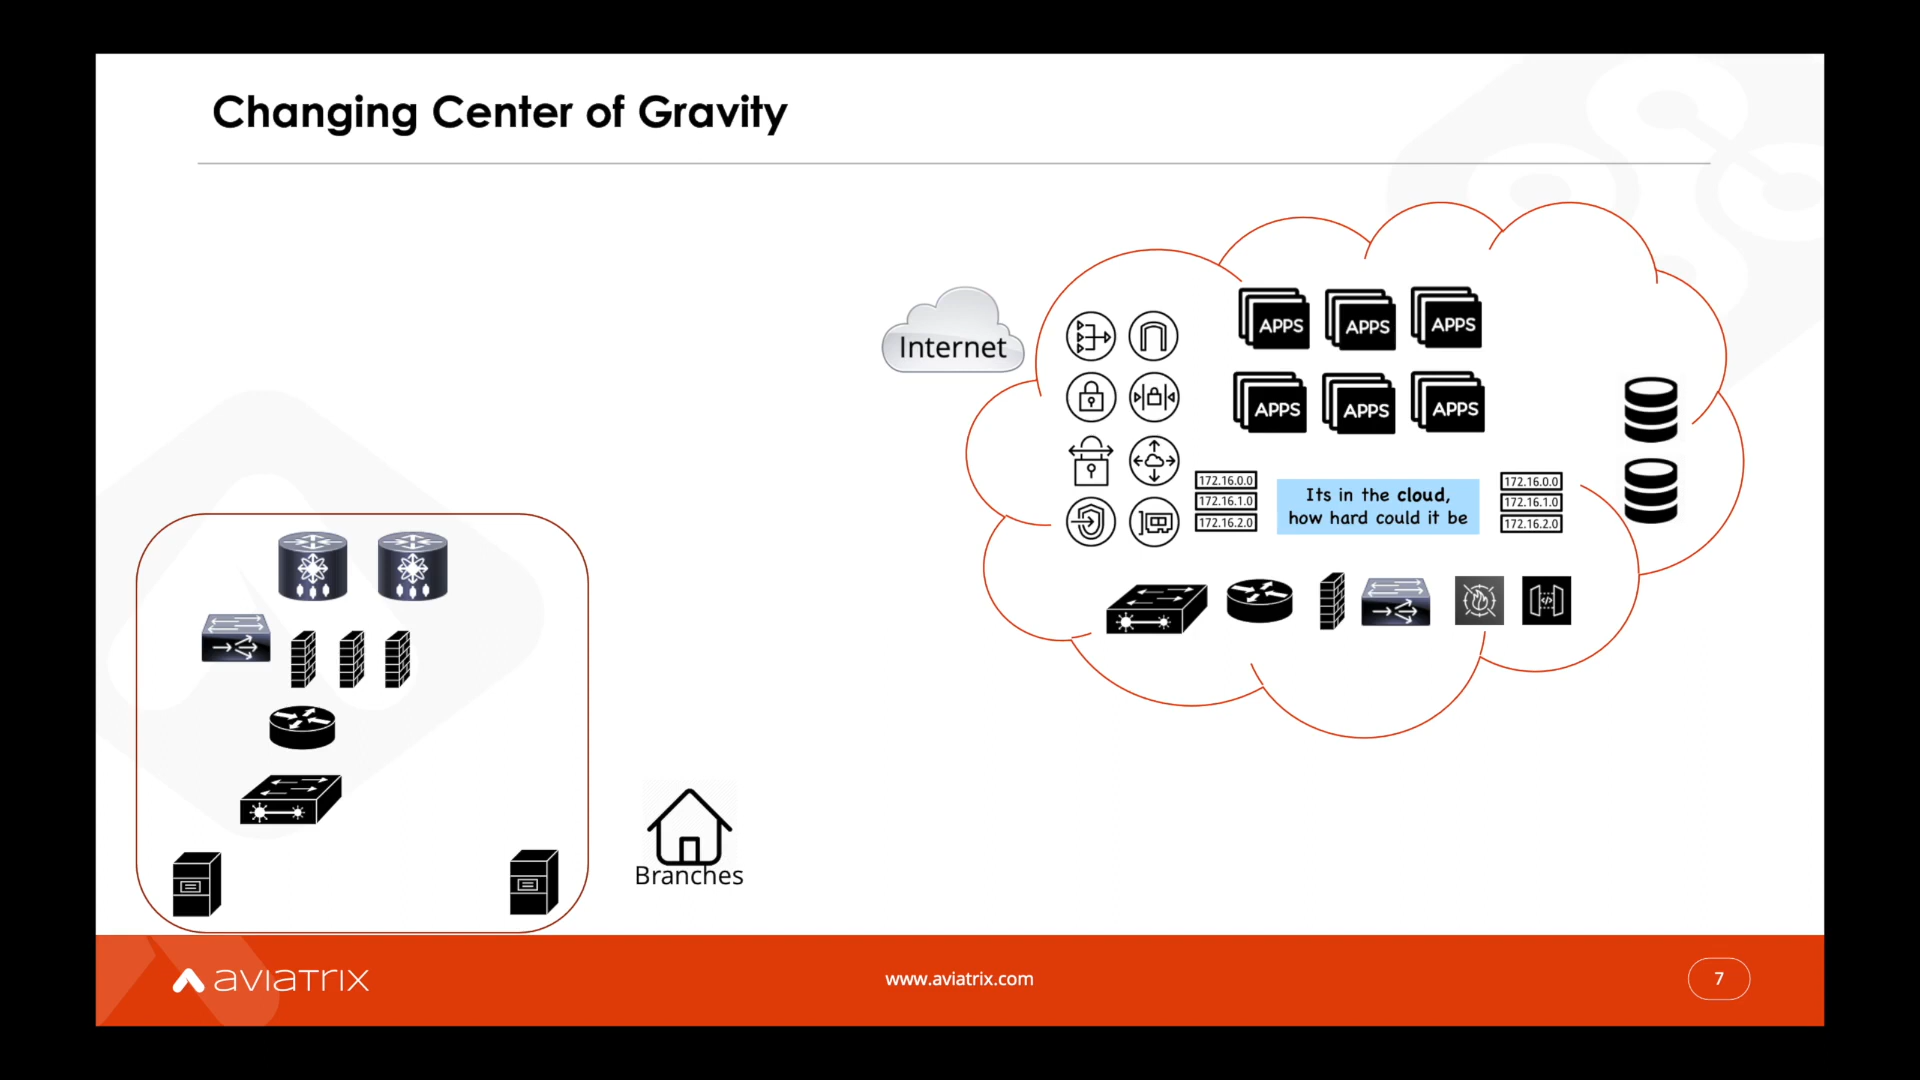 Changing Center of Gravity
Internet
APPS APPS APPS
APPS APPS APPS
172.16.0.0
172.16.1.0
172.16.2.0
Its in the cloud,
how hard could it be
172.16.0.0
172.16.1.0
172.16.2.0
Branches
aviatrix
www.aviatrix.com
7